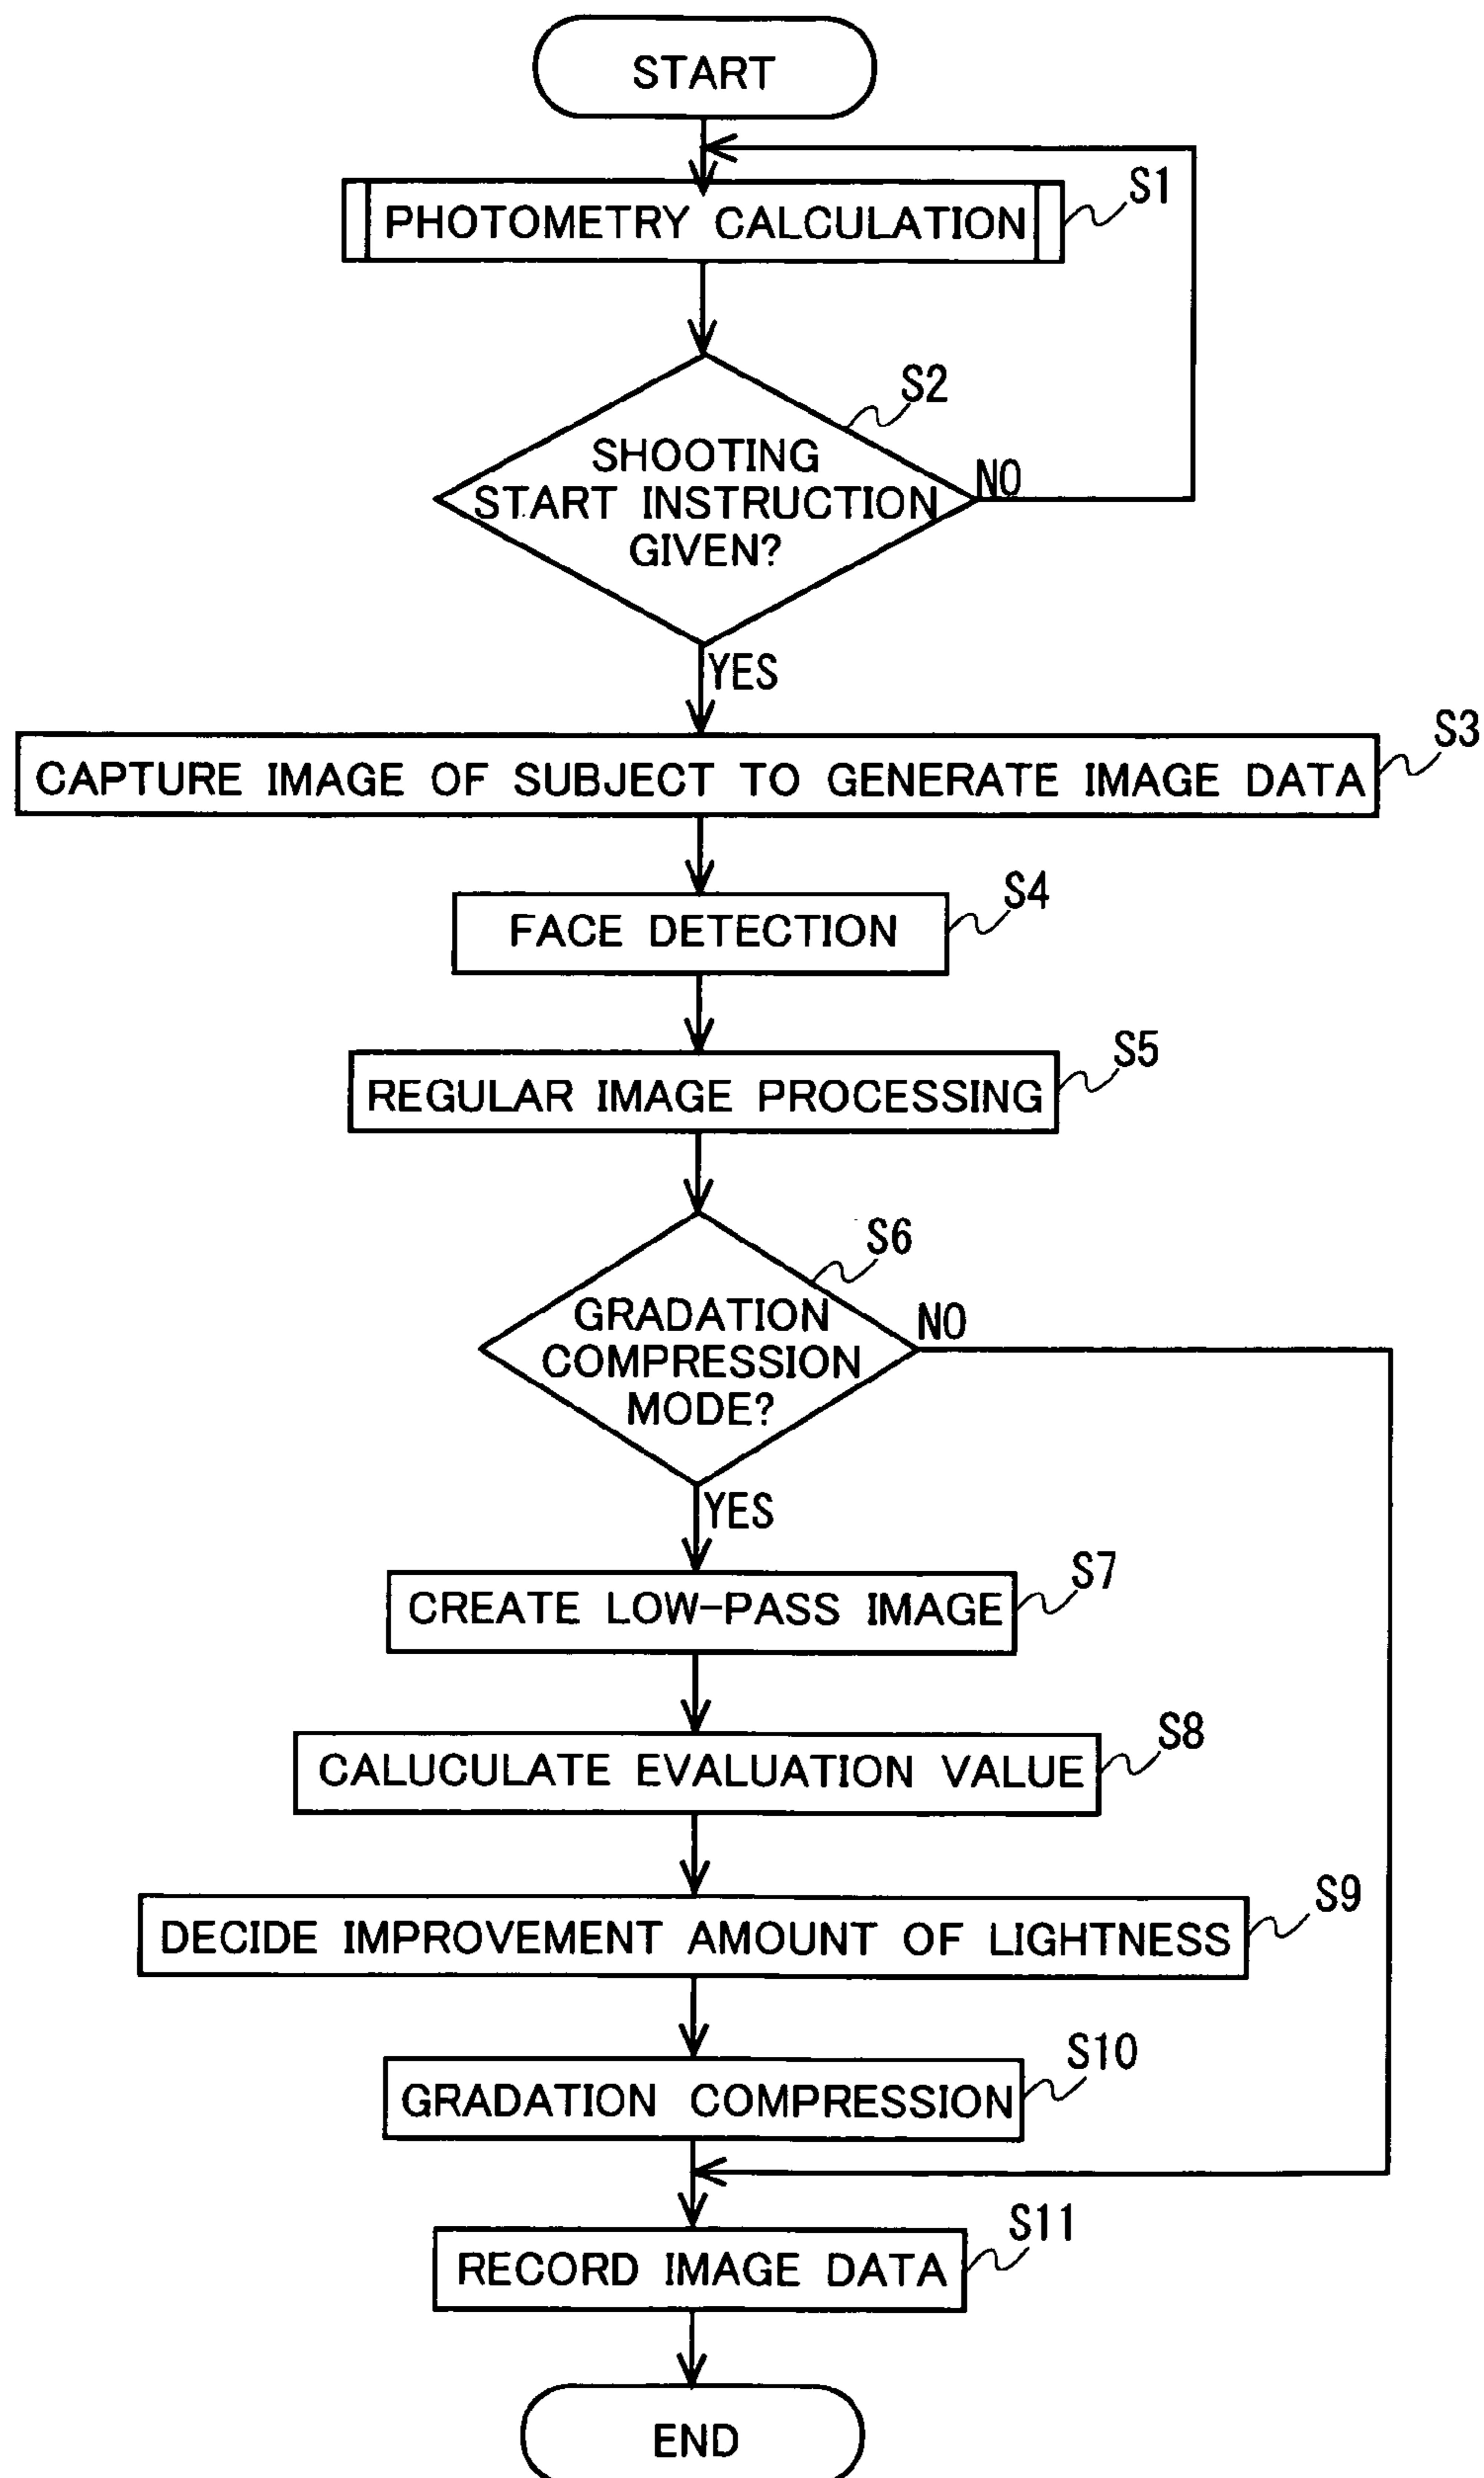 START
PHOTOMETRY CALCULATION
S1
S2
SHOOTING
START INSTRUCTION
GIVEN?
NO
YES
S3
CAPTURE IMAGE OF SUBJECT TO GENERATE IMAGE DATA
S4
FACE DETECTION
S5
REGULAR IMAGE PROCESSING
S6
GRADATION
COMPRESSION
MODE?
NO
YES
S7
CREATE LOW-PASS IMAGE
S8
CALUCULATE EVALUATION VALUE
S9
DECIDE IMPROVEMENT AMOUNT OF LIGHTNESS
S10
GRADATION COMPRESSION
S11
RECORD IMAGE DATA
END